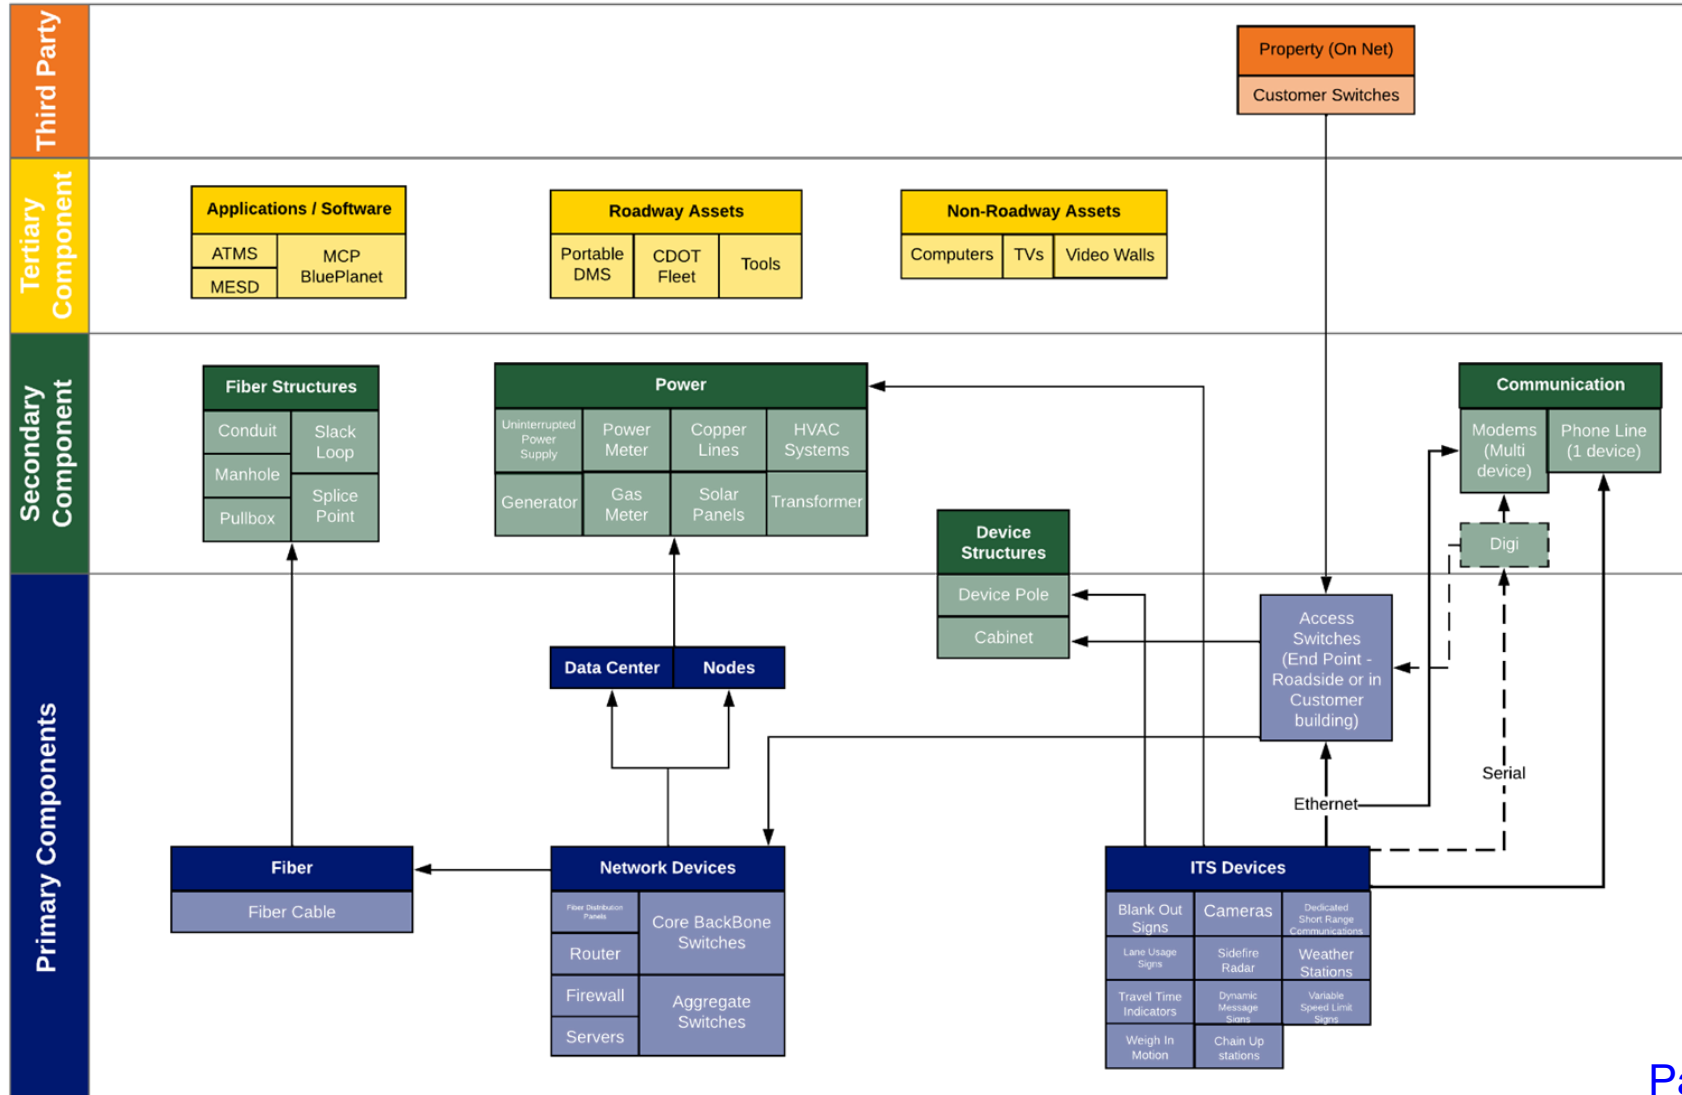 Third Party
Property (On Net)
Customer Switches
Tertiary
Component
Applications / Software
ATMS
MESD
MCP
BluePlanet
Roadway Assets
Portable
DMS
CDOT
Fleet
Tools
Non-Roadway Assets
Computers
TVs
Video Walls
Secondary
Component
Fiber Structures
Conduit
Manhole
Pullbox
Slack
Loop
Splice
Point
Power
Uninterrupted
Power
Supply
Power
Meter
Copper
Lines
HVAC
Systems
Generator
Gas
Meter
Solar
Panels
Transformer
Device
Structures
Device Pole
Cabinet
Communication
Modems
(Multi
device)
Phone Line
(1 device)
Digi
Primary Components
Data Center
Nodes
Access
Switches
(End Point -
Roadside or in
Customer
building)
Ethernet
Serial
Fiber
Fiber Cable
Network Devices
Fiber Distribution
Panels
Router
Firewall
Servers
Core BackBone
Switches
Aggregate
Switches
ITS Devices
Blank Out
Signs
Cameras
Dedicated
Short Range
Communications
Lane Usage
Signs
Sidefire
Radar
Weather
Stations
Travel Time
Indicators
Dynamic
Message
Signs
Variable
Speed Limit
Signs
Weigh In
Motion
Chain Up
stations
Pa